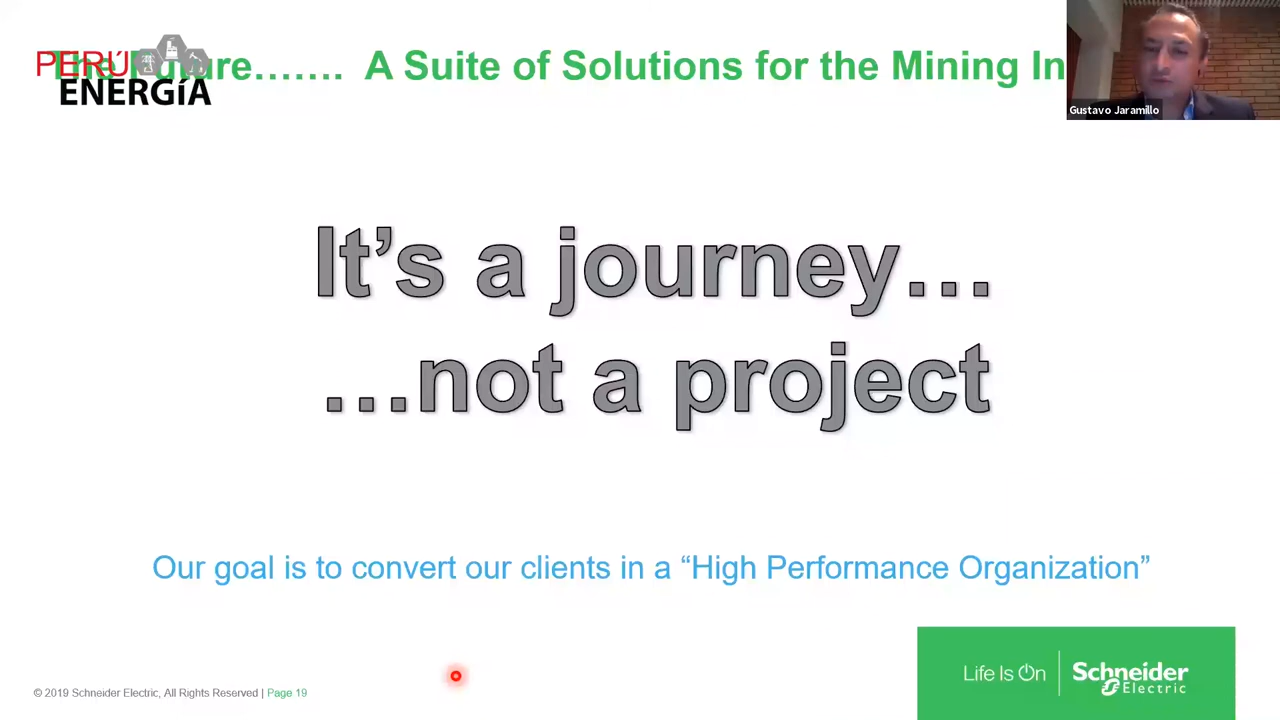 The Future....... A Suite of Solutions for the Mining In
PERÚ
ENERGÍA
Gustavo Jaramillo
It’s a journey…
…not a project
Our goal is to convert our clients in a “High Performance Organization”
Life Is On
Schneider
Electric
© 2019 Schneider Electric, All Rights Reserved | Page 19